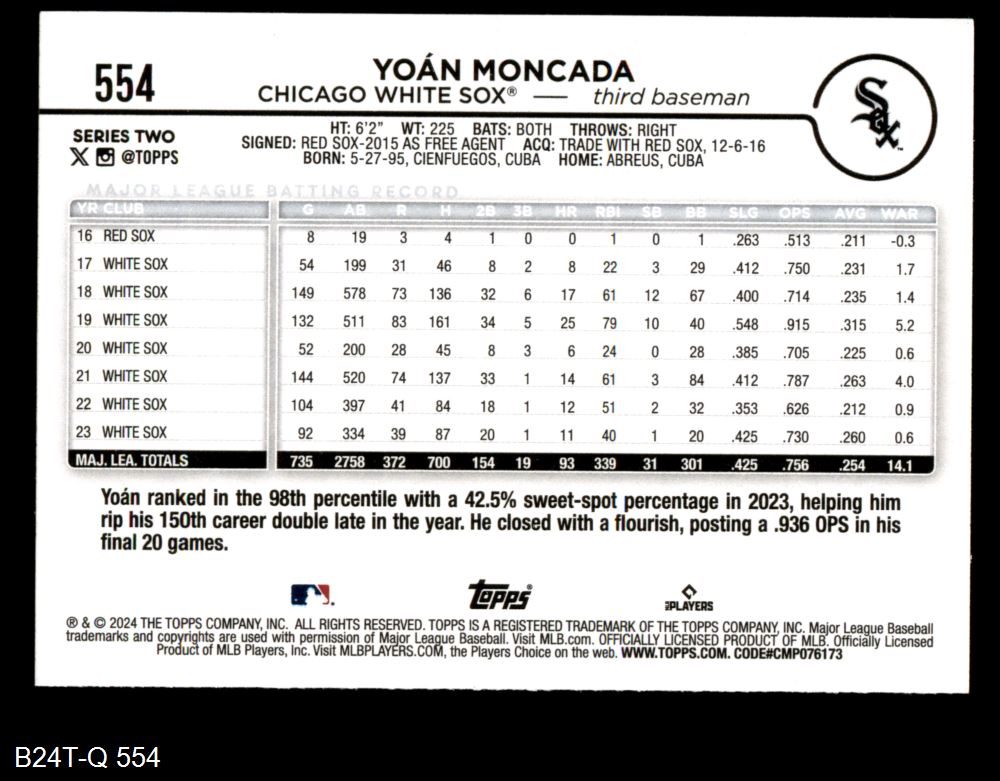 554
YOÁN MONCADA
CHICAGO WHITE SOX® — third baseman
Sox
SERIES TWO
@TOPPS
HT: 6'2" WT: 225 BATS: BOTH THROWS: RIGHT
SIGNED: RED SOX-2015 AS FREE AGENT ACQ: TRADE WITH RED SOX, 12-6-16
BORN: 5-27-95, CIENFUEGOS, CUBA HOME: ABREUS, CUBA
MAJOR LEAGUE BATTING RECORD
YR CLUB G AB R H 2B 3B HR RBI SB BB SLG OPS AVG WAR
16 RED SOX 8 19 3 4 1 0 0 1 0 1 .263 .513 .211 -0.3
17 WHITE SOX 54 199 31 46 8 2 8 22 3 29 .412 .750 .231 1.7
18 WHITE SOX 149 578 73 136 32 6 17 61 12 67 .400 .714 .235 1.4
19 WHITE SOX 132 511 83 161 34 5 25 79 10 40 .548 .915 .315 5.2
20 WHITE SOX 52 200 28 45 8 3 6 24 0 28 .385 .705 .225 0.6
21 WHITE SOX 144 520 74 137 33 1 14 61 3 84 .412 .787 .263 4.0
22 WHITE SOX 104 397 41 84 18 1 12 51 2 32 .353 .626 .212 0.9
23 WHITE SOX 92 334 39 87 20 1 11 40 1 20 .425 .730 .260 0.6
MAJ. LEA. TOTALS 735 2758 372 700 154 19 93 339 31 301 .425 .756 .254 14.1
Yoán ranked in the 98th percentile with a 42.5% sweet-spot percentage in 2023, helping him
rip his 150th career double late in the year. He closed with a flourish, posting a .936 OPS in his
final 20 games.
Topps®
PLAYERS
® & © 2024 THE TOPPS COMPANY, INC. ALL RIGHTS RESERVED. TOPPS IS A REGISTERED TRADEMARK OF THE TOPPS COMPANY, INC. Major League Baseball
trademarks and copyrights are used with permission of Major League Baseball. Visit MLB.com. OFFICIALLY LICENSED PRODUCT OF MLB. Officially Licensed
Product of MLB Players, Inc. Visit MLBPLAYERS.COM, the Players Choice on the web. WWW.TOPPS.COM. CODE#CMP076173
B24T-Q 554